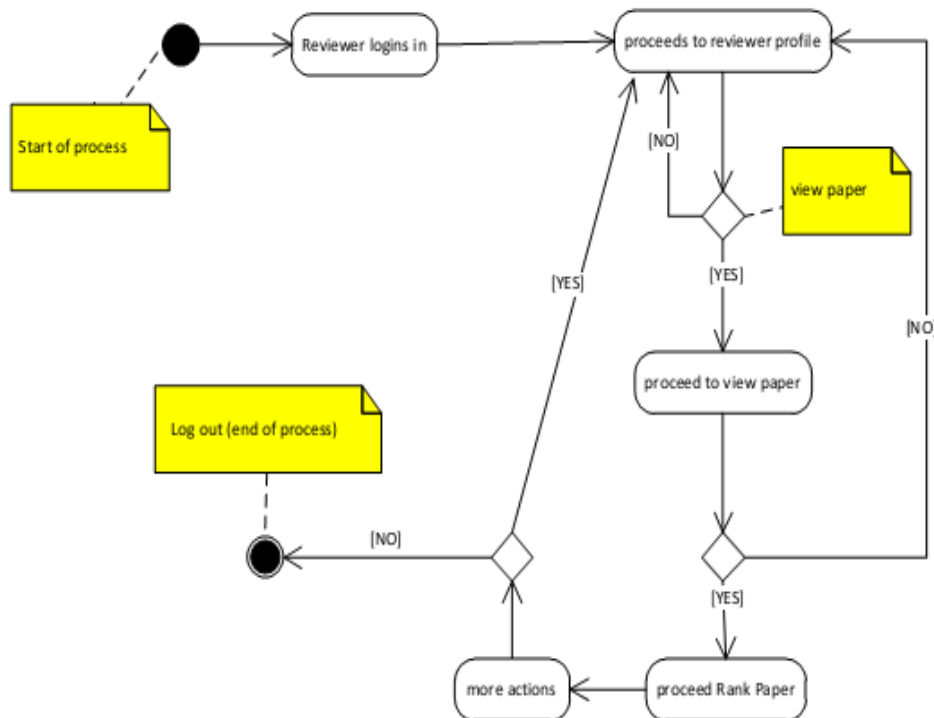 Reviewer logins in
proceeds to reviewer profile
Start of process
[NO]
view paper
[YES]
[YES]
[NO]
proceed to view paper
Log out (end of process)
[NO]
[YES]
more actions
proceed Rank Paper